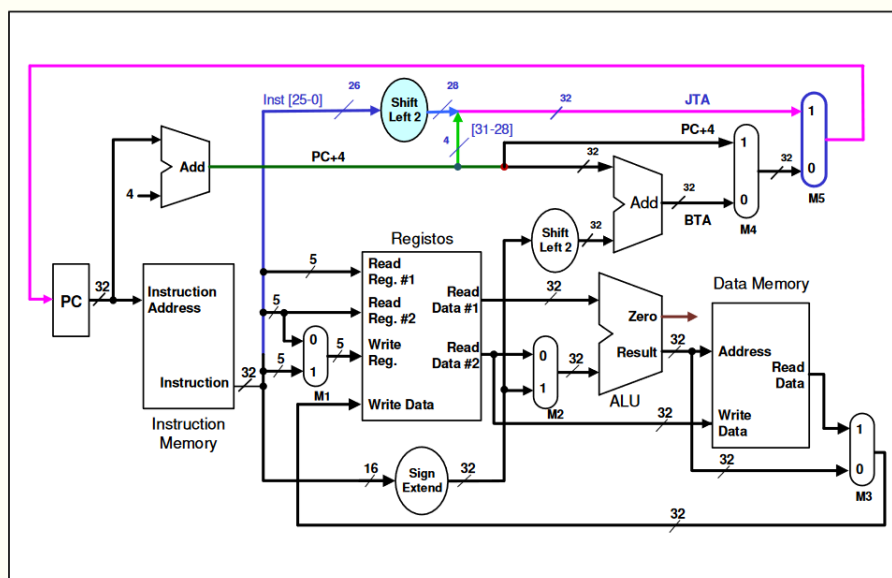 26
28
32
Inst [25-0]
Shift
Left 2
JTA
1
[31-28]
4
PC+4
PC+4
32
1
Add
32
0
4
32
Add
BTA
0
M5
M4
Shift
Left 2
32
Registos
5
Read
Reg. #1
Data Memory
PC
32
Instruction
Address
5
Read
Reg. #2
Read
Data #1
32
Zero
0
1
5
Write
Reg.
Read
Data #2
0
1
32
Result
32
Address
Read
Data
Instruction
32
5
M1
Write Data
M2
ALU
32
Write
Data
1
0
Instruction
Memory
16
Sign
Extend
32
32
M3
32